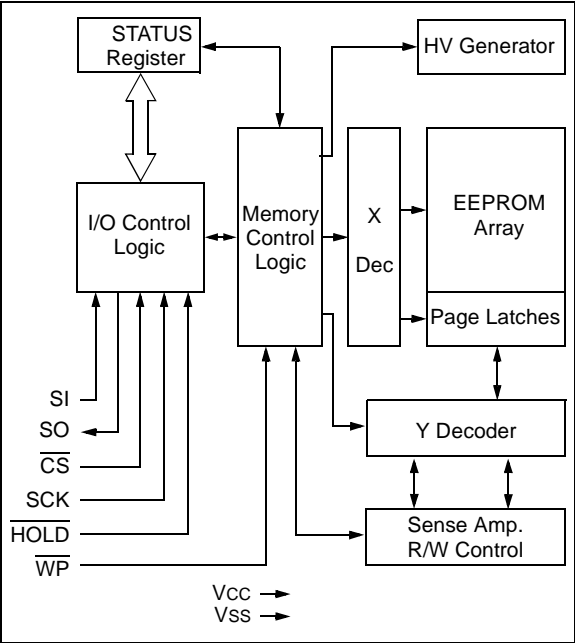 STATUS
Register
HV Generator
I/O Control
Logic
Memory
Control
Logic
X
Dec
EEPROM
Array
Page Latches
SI
SO
CS
SCK
HOLD
WP
Y Decoder
Sense Amp.
R/W Control
VCC
VSS